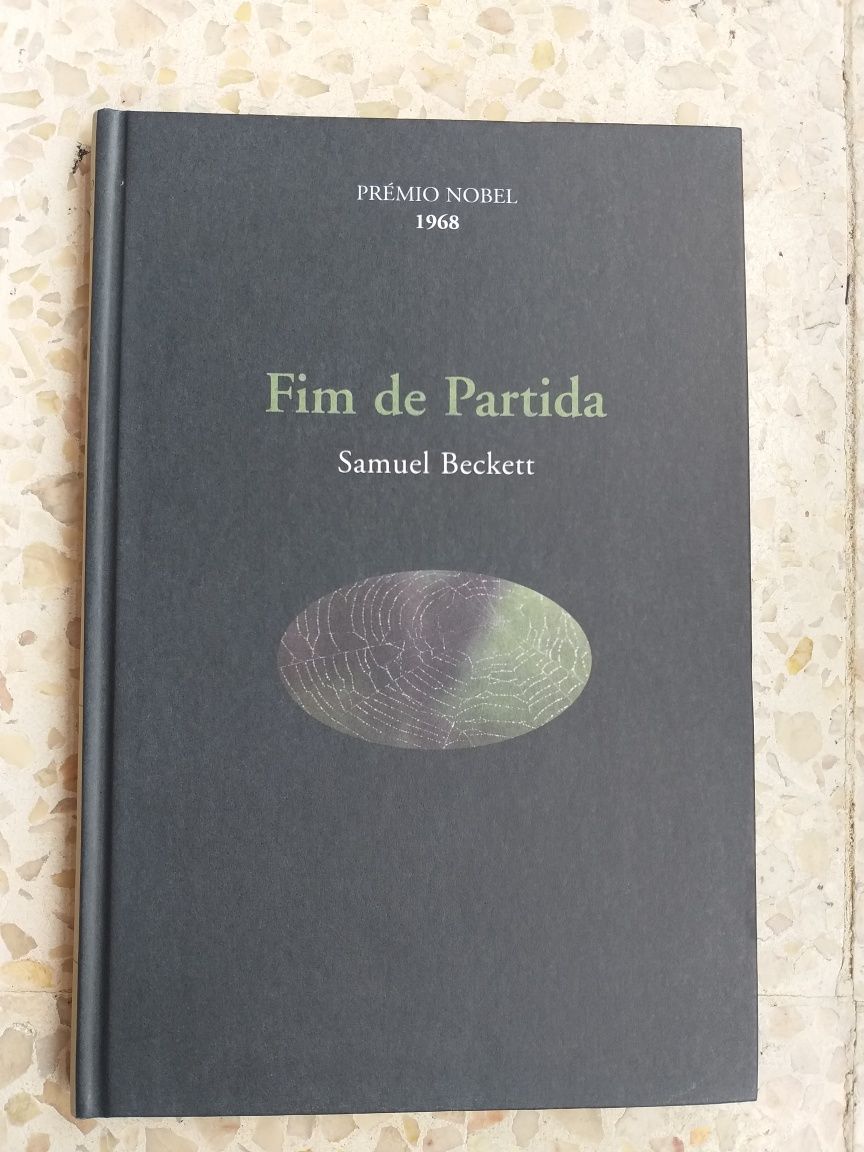 PRÉMIO NOBEL
1968
Fim de Partida
Samuel Beckett